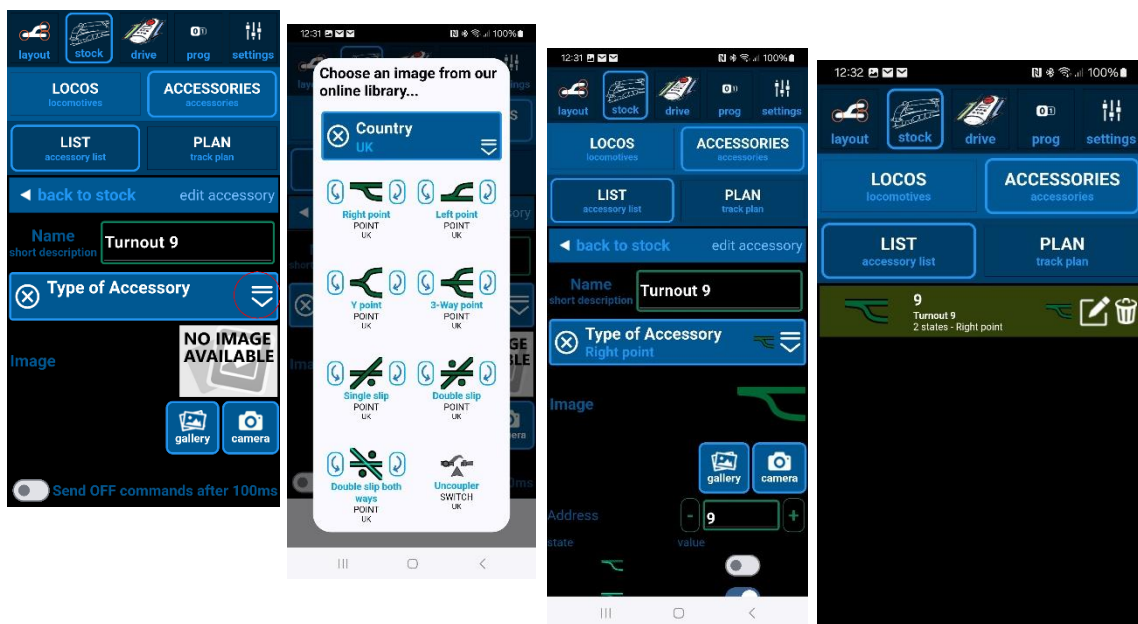 layout stock drive prog settings
LOCOS ACCESSORIES
locomotives accessories
LIST PLAN
accessory list track plan
back to stock edit accessory
Name Turnout 9
short description
Type of Accessory
NO IMAGE
AVAILABLE
Image
gallery camera
Send OFF commands after 100ms
12:31 100%
Choose an image from our
online library...
Country
UK
Right point Left point
POINT POINT
UK UK
Y point 3-Way point
POINT POINT
UK UK
Single slip Double slip
POINT POINT
UK UK
Double slip both Uncoupler
ways SWITCH
POINT UK
UK
12:31 100%
layout stock drive prog settings
LOCOS ACCESSORIES
locomotives accessories
LIST PLAN
accessory list track plan
back to stock edit accessory
Name Turnout 9
short description
Type of Accessory
Right point
Image
gallery camera
Address - 9 +
state value
12:32 100%
layout stock drive prog settings
LOCOS ACCESSORIES
locomotives accessories
LIST PLAN
accessory list track plan
9
Turnout 9
2 states - Right point